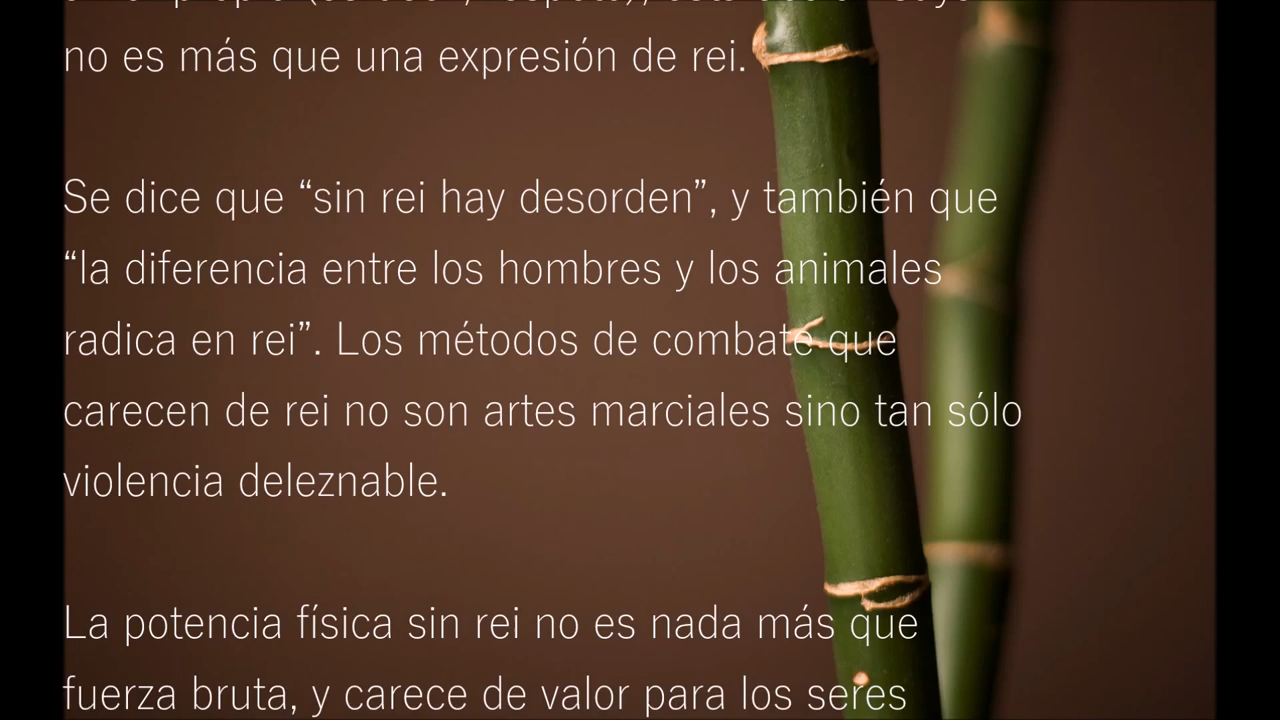 no es más que una expresión de rei.
Se dice que “sin rei hay desorden”, y también que
“la diferencia entre los hombres y los animales
radica en rei”. Los métodos de combate que
carecen de rei no son artes marciales sino tan sólo
violencia deleznable.
La potencia física sin rei no es nada más que
fuerza bruta, y carece de valor para los seres